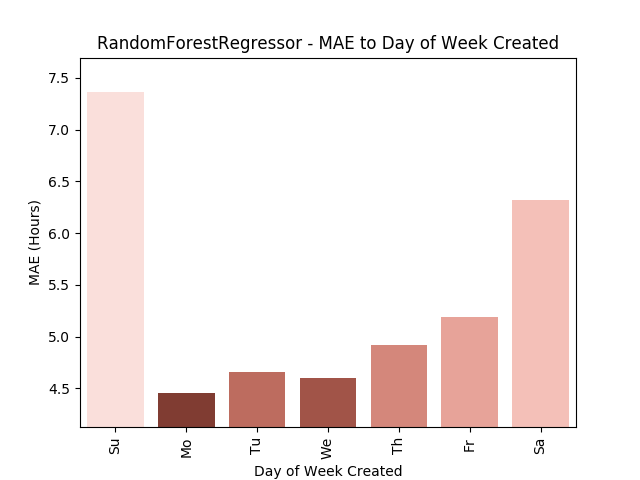 RandomForestRegressor - MAE to Day of Week Created
MAE (Hours)
7.5
7.0
6.5
6.0
5.5
5.0
4.5
Su Mo Tu We Th Fr Sa
Day of Week Created